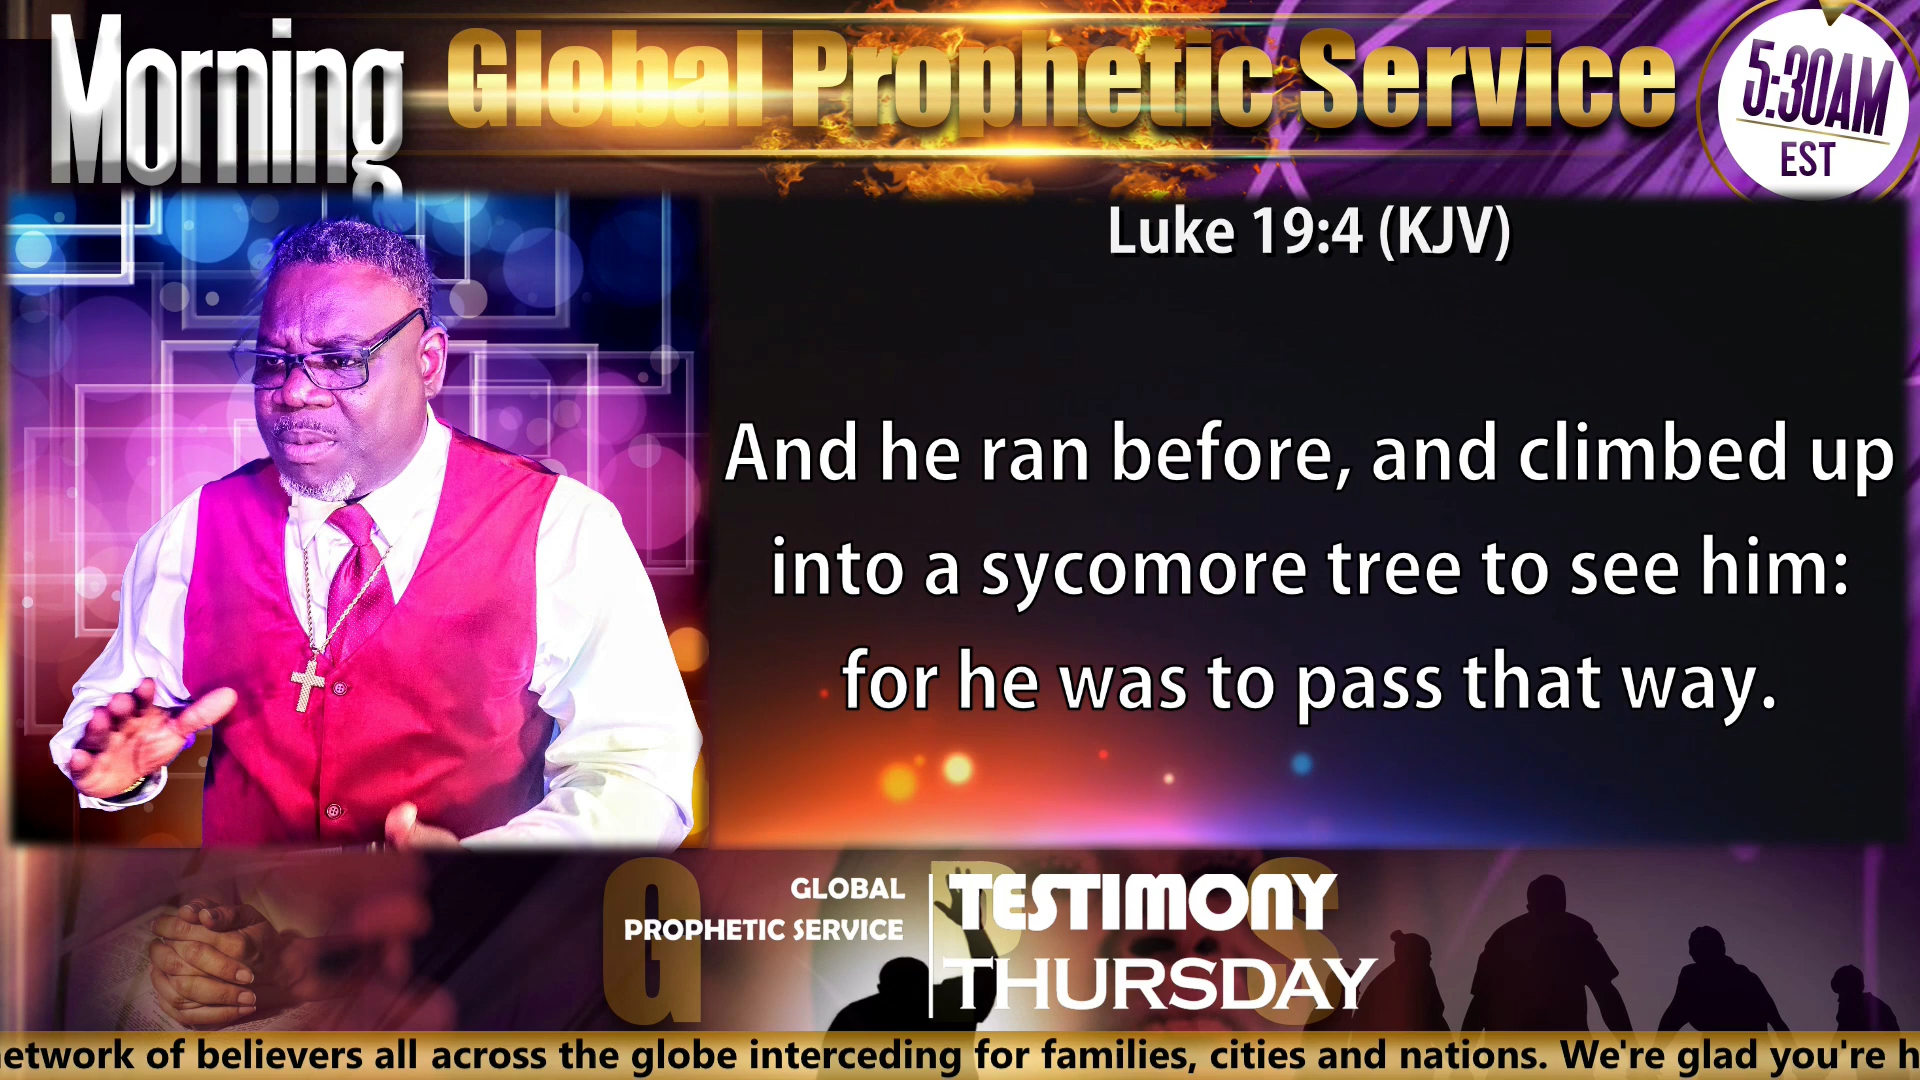 Morning
Global Prophetic Service
5:30AM
EST
Luke 19:4 (KJV)
And he ran before, and climbed up
into a sycomore tree to see him:
for he was to pass that way.
G P S
GLOBAL
PROPHETIC SERVICE
TESTIMONY
THURSDAY
of believers all across the globe interceding for families, cities and nations. We're glad you're